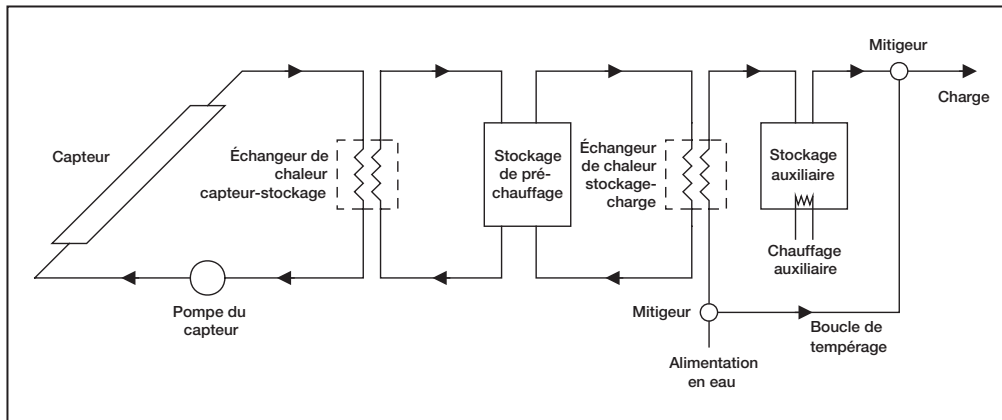 Mitigeur
Charge
Capteur
Échangeur de
chaleur
capteur-stockage
Stockage
de pré-
chauffage
Échangeur
de chaleur
stockage-
charge
Stockage
auxiliaire
Chauffage
auxiliaire
Pompe du
capteur
Mitigeur
Boucle de
tempérage
Alimentation
en eau